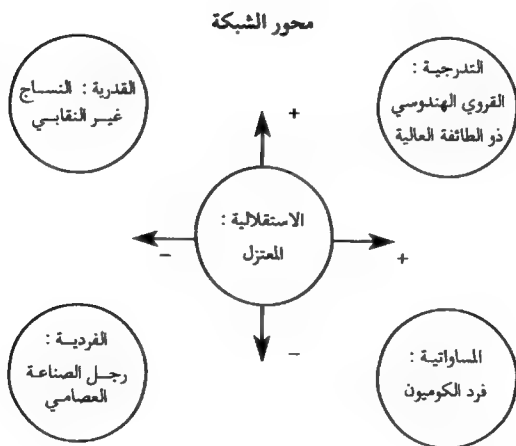 محور الشبكة
التدرجية :
القروي الهندوسي
ذو الطائفة العالية
القدرية : النساج
غير النقابي
+
الاستقلالية :
المعتزل
+
–
–
المساواتية :
فرد الكوميون
الفردية :
رجل الصناعة
العصامي